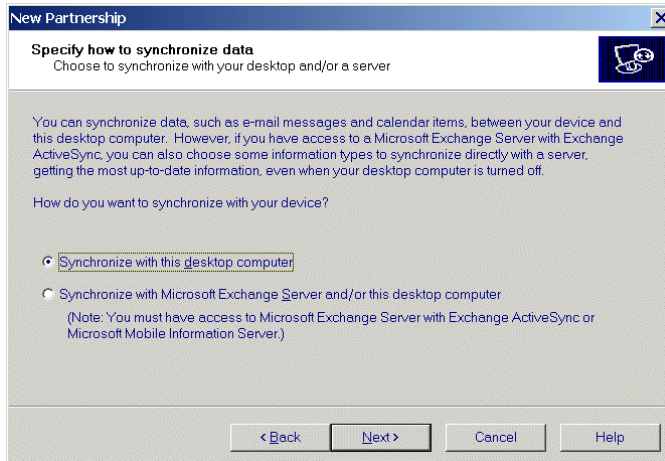 New Partnership
Specify how to synchronize data
Choose to synchronize with your desktop and/or a server
You can synchronize data, such as e-mail messages and calendar items, between your device and
this desktop computer. However, if you have access to a Microsoft Exchange Server with Exchange
ActiveSync, you can also choose some information types to synchronize directly with a server,
getting the most up-to-date information, even when your desktop computer is turned off.
How do you want to synchronize with your device?
Synchronize with this desktop computer
Synchronize with Microsoft Exchange Server and/or this desktop computer
(Note: You must have access to Microsoft Exchange Server with Exchange ActiveSync or
Microsoft Mobile Information Server.)
< Back Next > Cancel Help